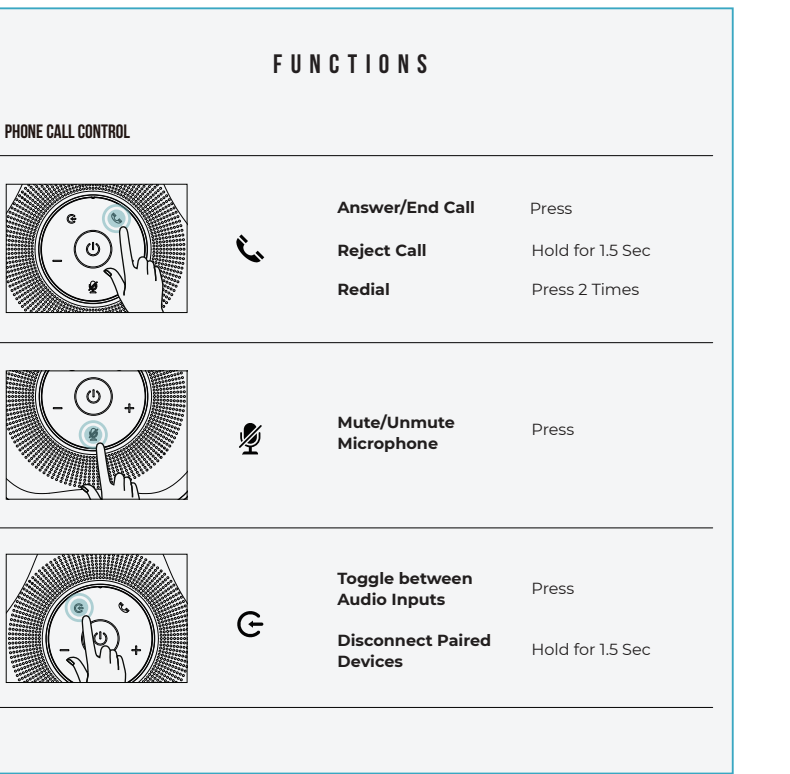 FUNCTIONS
PHONE CALL CONTROL
Answer/End Call Press
Reject Call Hold for 1.5 Sec
Redial Press 2 Times
Mute/Unmute
Microphone
Press
Toggle between
Audio Inputs
Press
Disconnect Paired
Devices
Hold for 1.5 Sec